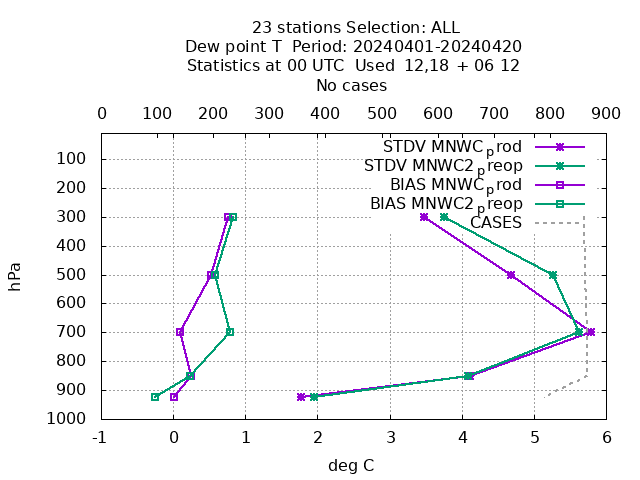 23 stations Selection: ALL
Dew point T  Period: 20240401-20240420
Statistics at 00 UTC  Used  12,18 + 06 12
No cases
0 100 200 300 400 500 600 700 800 900
STDV MNWC_prod
STDV MNWC2_preop
BIAS MNWC_prod
BIAS MNWC2_preop
CASES
hPa
100
200
300
400
500
600
700
800
900
1000
-1 0 1 2 3 4 5 6
deg C